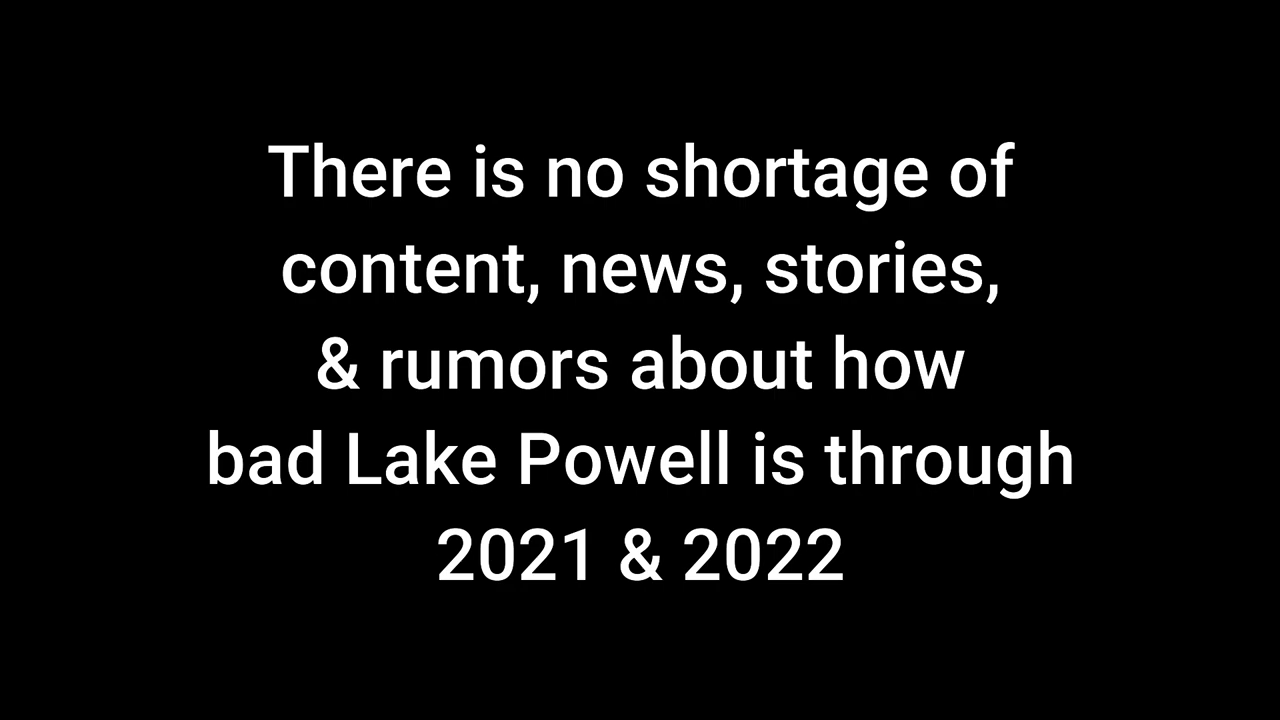 There is no shortage of
content, news, stories,
& rumors about how
bad Lake Powell is through
2021 & 2022